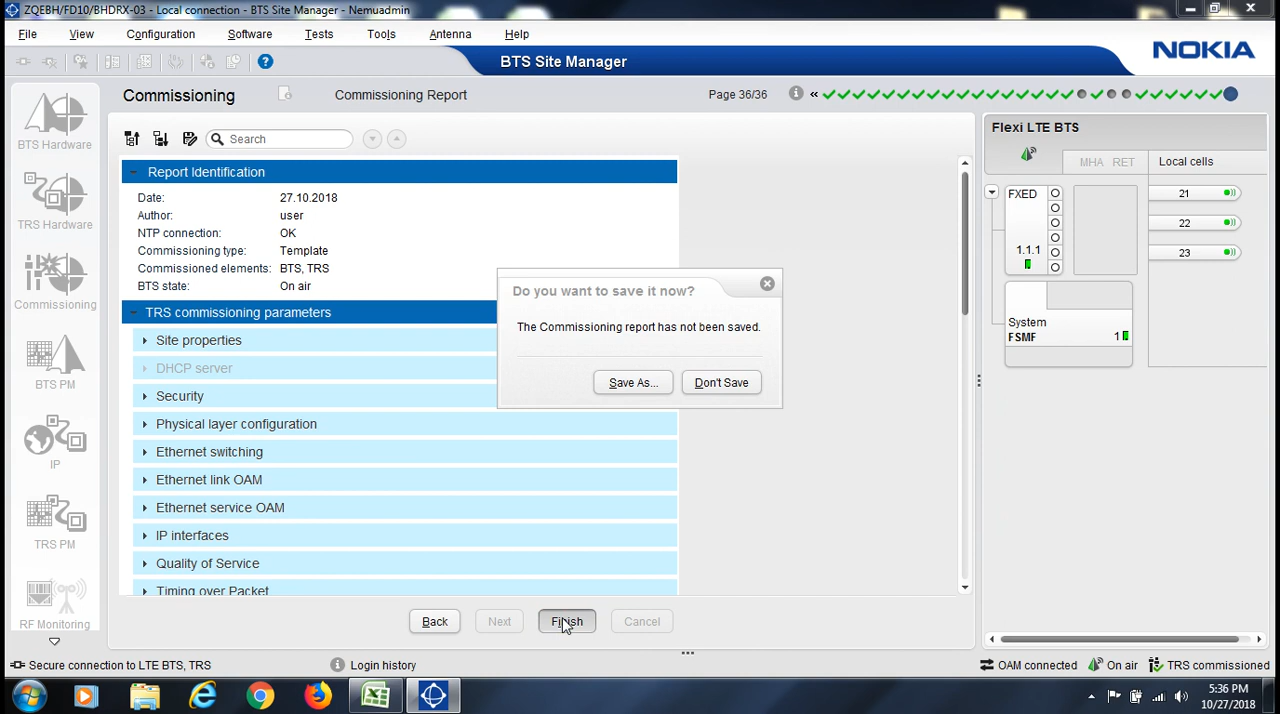 ZQEBH/FD10/BHDRX-03 - Local connection - BTS Site Manager - Nemuadmin
File View Configuration Software Tests Tools Antenna Help
NOKIA
BTS Site Manager
Commissioning Commissioning Report Page 36/36
Search
Report Identification
Date: 27.10.2018
Author: user
NTP connection: OK
Commissioning type: Template
Commissioned elements: BTS, TRS
BTS state: On air
TRS commissioning parameters
Site properties
DHCP server
Security
Physical layer configuration
Ethernet switching
Ethernet link OAM
Ethernet service OAM
IP interfaces
Quality of Service
Timing over Packet
Do you want to save it now?
The Commissioning report has not been saved.
Save As... Don't Save
Back Next Finish Cancel
BTS Hardware
TRS Hardware
Commissioning
BTS PM
IP
TRS PM
RF Monitoring
Flexi LTE BTS
MHA RET Local cells
FXED
1.1.1
21
22
23
System
FSMF 1
Secure connection to LTE BTS, TRS Login history OAM connected On air TRS commissioned
5:36 PM
10/27/2018